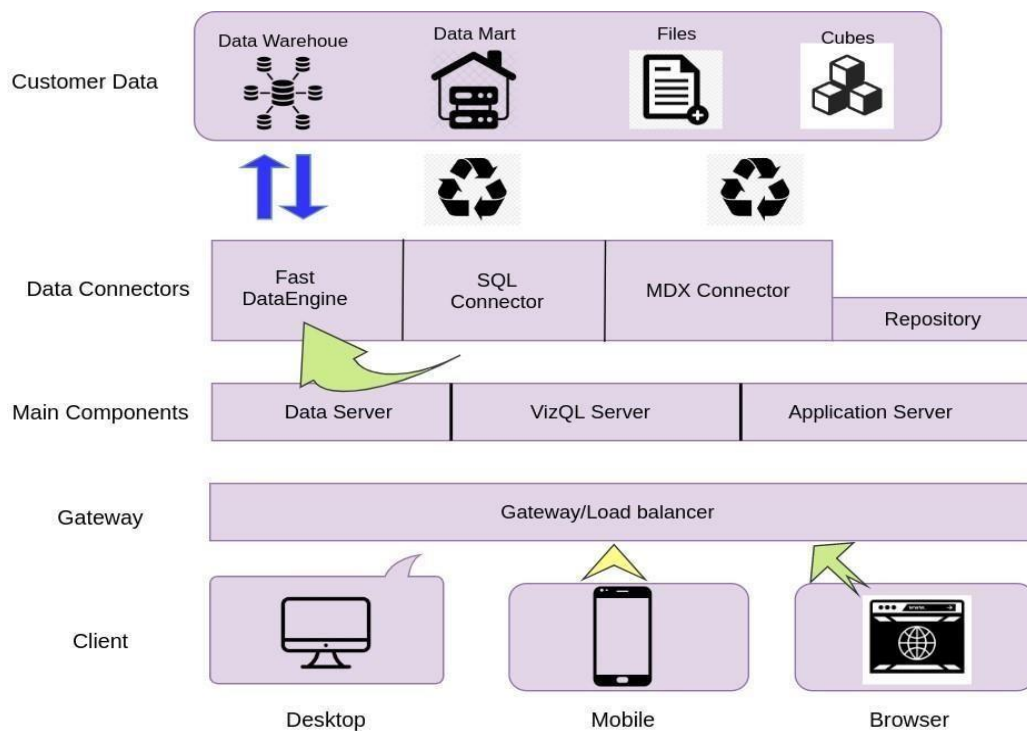 Customer Data
Data Warehoue
Data Mart
Files
Cubes
Data Connectors
Fast
DataEngine
SQL
Connector
MDX Connector
Repository
Main Components
Data Server
VizQL Server
Application Server
Gateway
Gateway/Load balancer
Client
www.
Desktop
Mobile
Browser